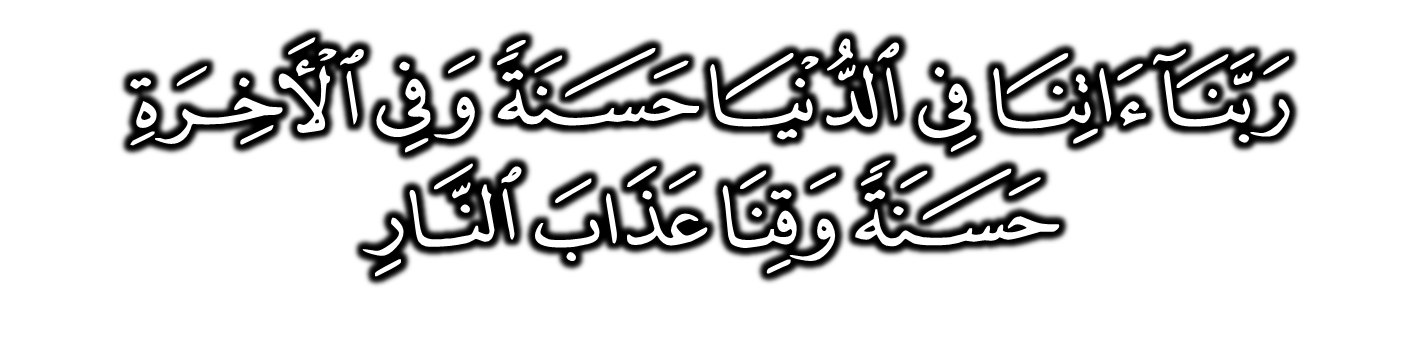 رَبَّنَآ ءَاتِنَا فِي ٱلدُّنْيَا حَسَنَةً وَفِي ٱلْأَخِرَةِ
حَسَنَةً وَقِنَا عَذَابَ ٱلنَّارِ